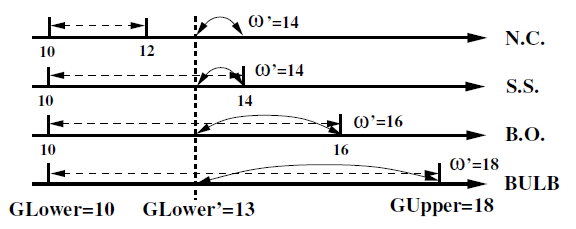 ω'=14
N.C.
10 12
ω'=14
S.S.
10 14
ω'=16
B.O.
10 16
ω'=18
BULB
GLower=10 GLower'=13 GUpper=18